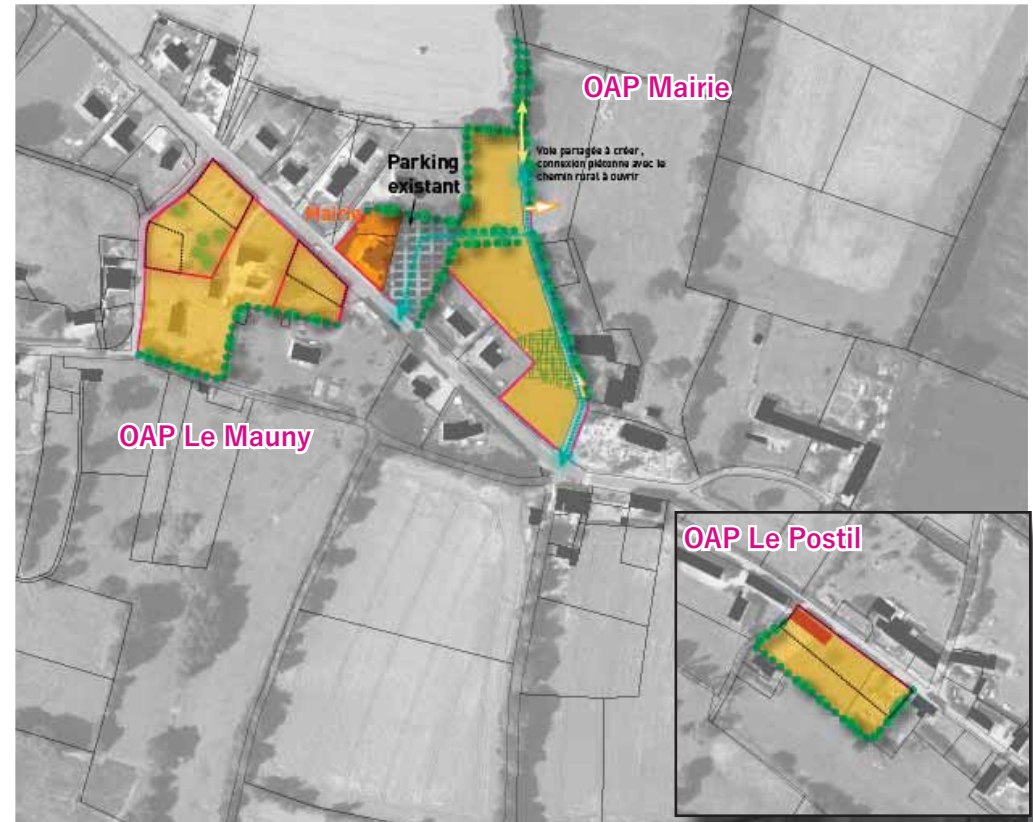 OAP Mairie
Voie partagée à créer,
connexion piétonne avec le
chemin rural à ouvrir
Parking
existant
Mairie
OAP Le Mauny
OAP Le Postil